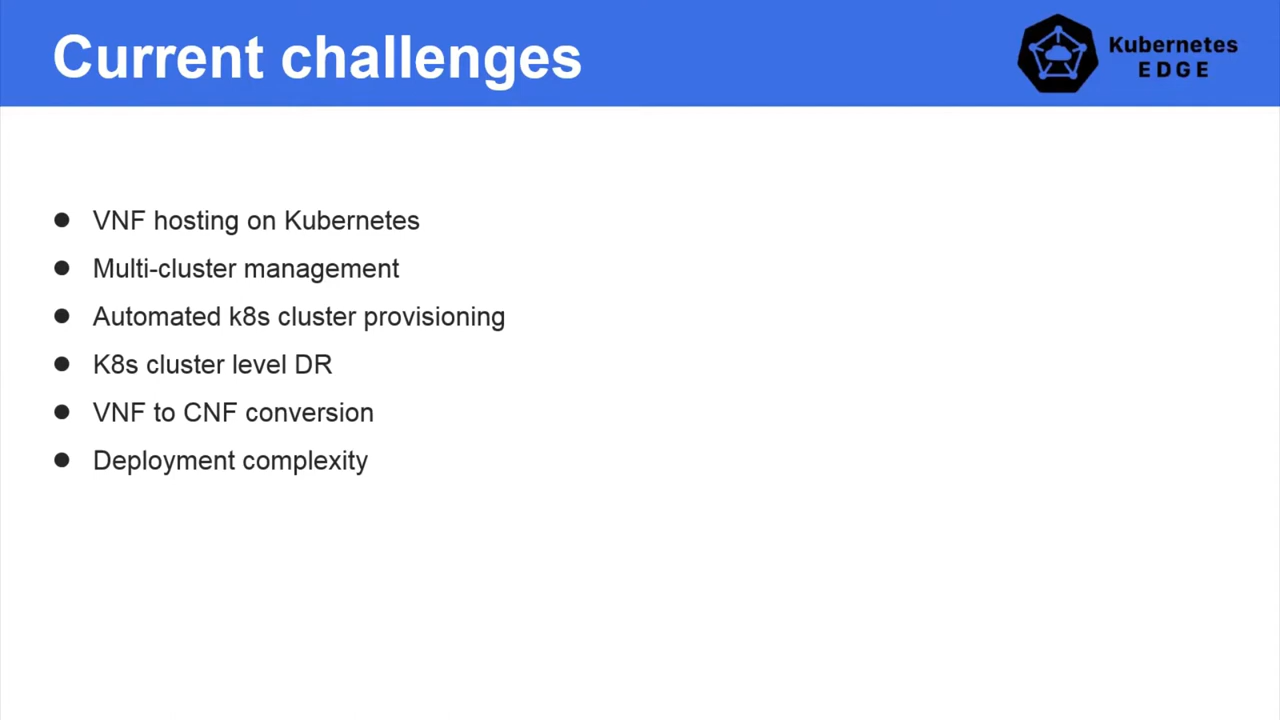 Current challenges
Kubernetes
EDGE
● VNF hosting on Kubernetes
● Multi-cluster management
● Automated k8s cluster provisioning
● K8s cluster level DR
● VNF to CNF conversion
● Deployment complexity